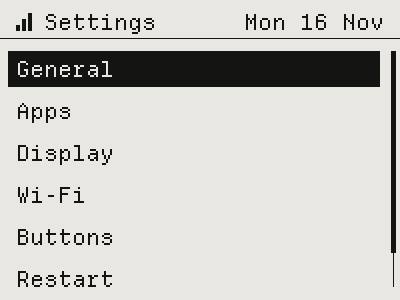 Settings Mon 16 Nov
General
Apps
Display
Wi-Fi
Buttons
Restart